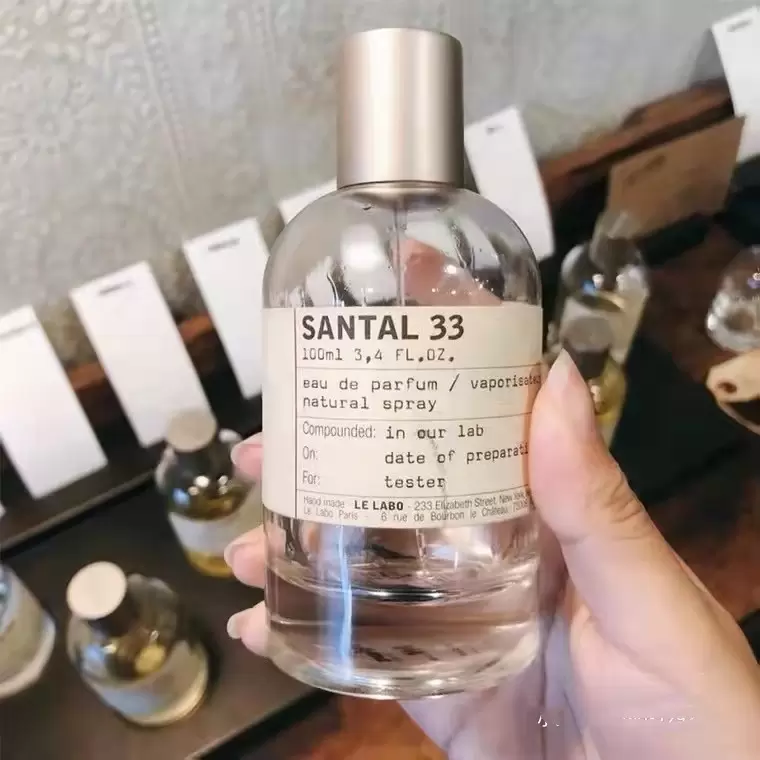 SANTAL 33
100ml 3,4 FL.OZ.
eau de parfum / vaporisateu
natural spray
Compounded: in our lab
On: date of preparati
For: tester
Hand made LE LABO - 233 Elizabeth Street, New York
Le Labo Paris - 6 rue de Bourbon le Château